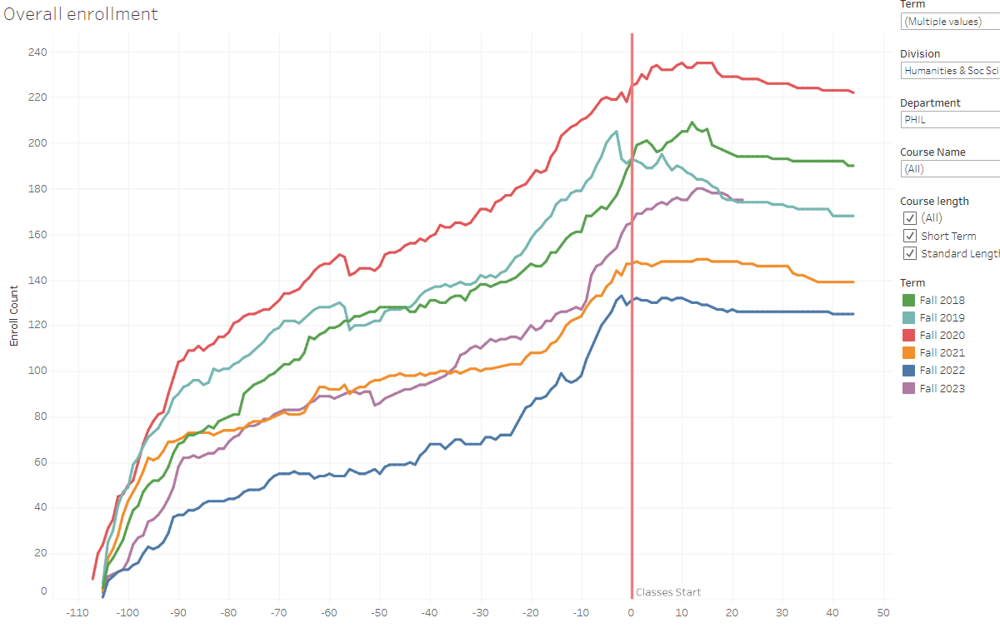 Overall enrollment
Enroll Count
240
220
200
180
160
140
120
100
80
60
40
20
0
-110 -100 -90 -80 -70 -60 -50 -40 -30 -20 -10 0 10 20 30 40 50
Classes Start
Term
(Multiple values)
Division
Humanities & Soc Sci
Department
PHIL
Course Name
(All)
Course length
(All)
Short Term
Standard Length
Term
Fall 2018
Fall 2019
Fall 2020
Fall 2021
Fall 2022
Fall 2023